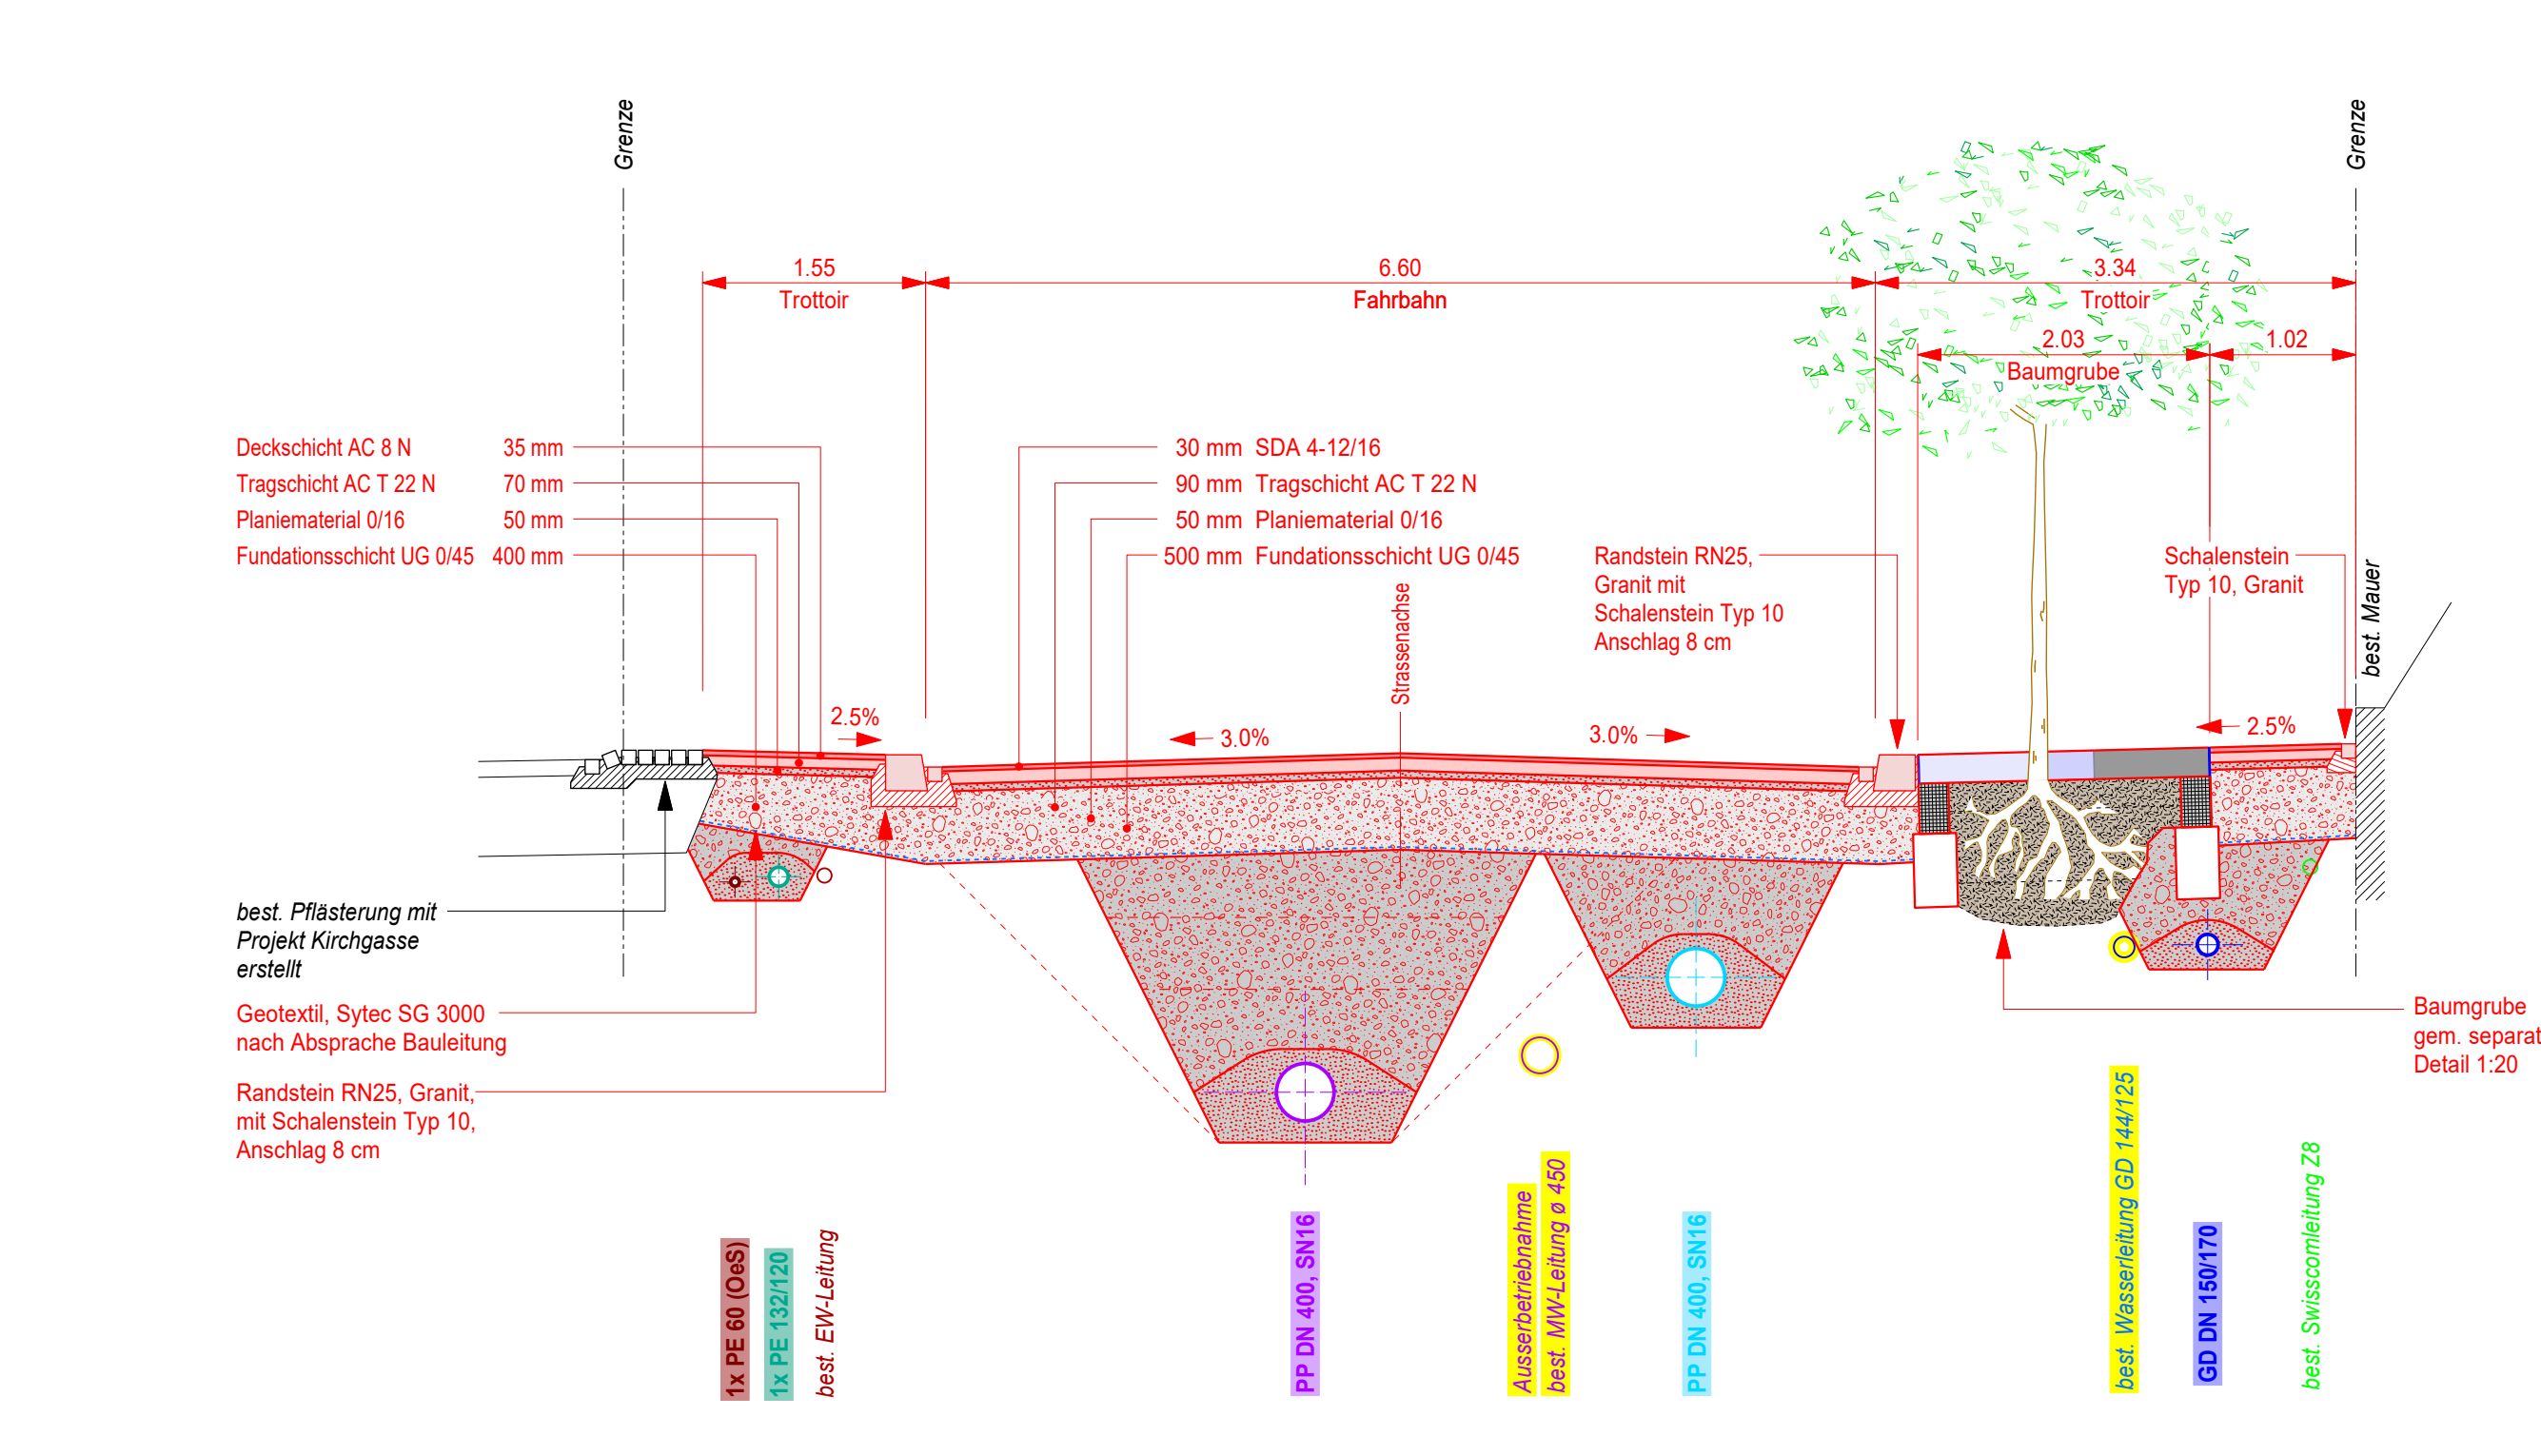 Grenze
Grenze
1.55
Trottoir
6.60
Fahrbahn
3.34
Trottoir
2.03
Baumgrube
1.02
Deckschicht AC 8 N 35 mm
Tragschicht AC T 22 N 70 mm
Planiematerial 0/16 50 mm
Fundationsschicht UG 0/45 400 mm
30 mm SDA 4-12/16
90 mm Tragschicht AC T 22 N
50 mm Planiematerial 0/16
500 mm Fundationsschicht UG 0/45
Strassenachse
Randstein RN25,
Granit mit
Schalenstein Typ 10
Anschlag 8 cm
Schalenstein
Typ 10, Granit
best. Mauer
2.5%
3.0%
3.0%
2.5%
best. Pflästerung mit
Projekt Kirchgasse
erstellt
Geotextil, Sytec SG 3000
nach Absprache Bauleitung
Randstein RN25, Granit,
mit Schalenstein Typ 10,
Anschlag 8 cm
Baumgrube
gem. separat
Detail 1:20
1x PE 60 (OeS)
1x PE 132/120
best. EW-Leitung
PP DN 400, SN16
Ausserbetriebnahme
best. MW-Leitung ø 450
PP DN 400, SN16
best. Wasserleitung GD 144/125
GD DN 150/170
best. Swisscomleitung Z8